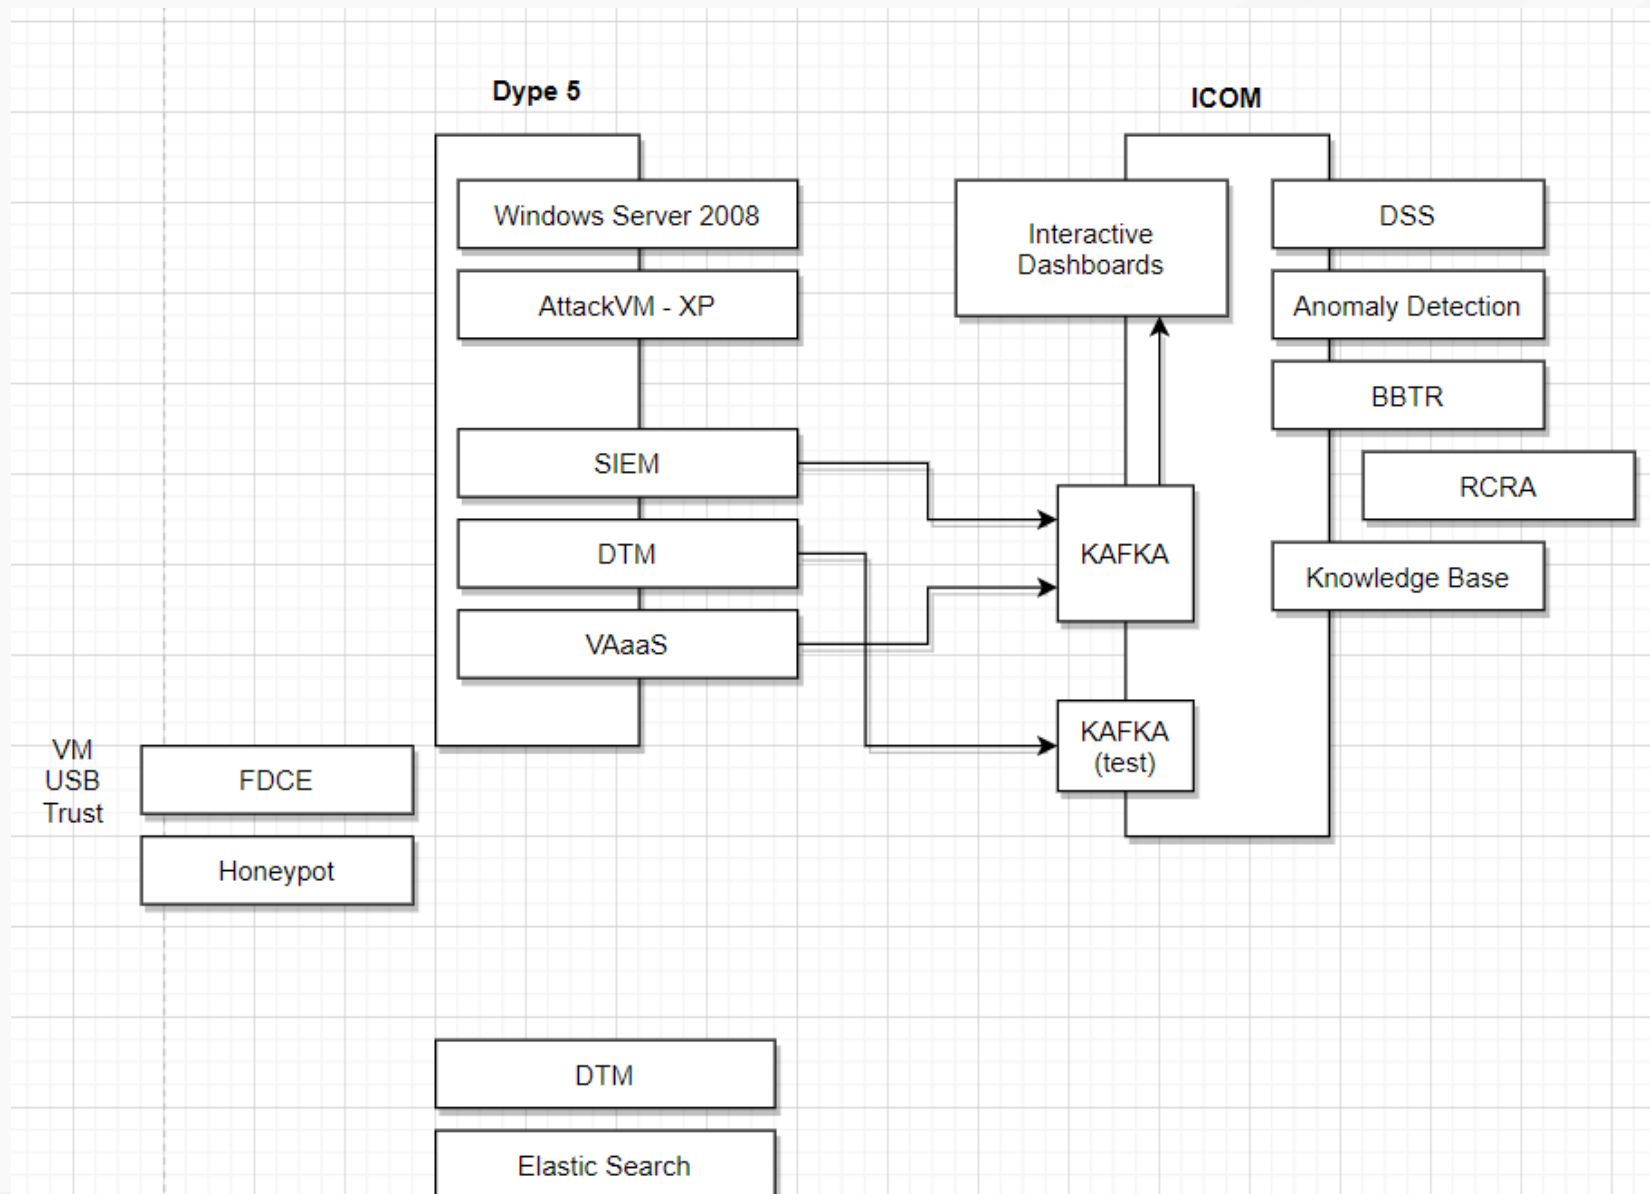 Dype 5
Windows Server 2008
AttackVM - XP
SIEM
DTM
VAaaS
ICOM
Interactive
Dashboards
KAFKA
KAFKA
(test)
DSS
Anomaly Detection
BBTR
RCRA
Knowledge Base
VM
USB
Trust
FDCE
Honeypot
DTM
Elastic Search